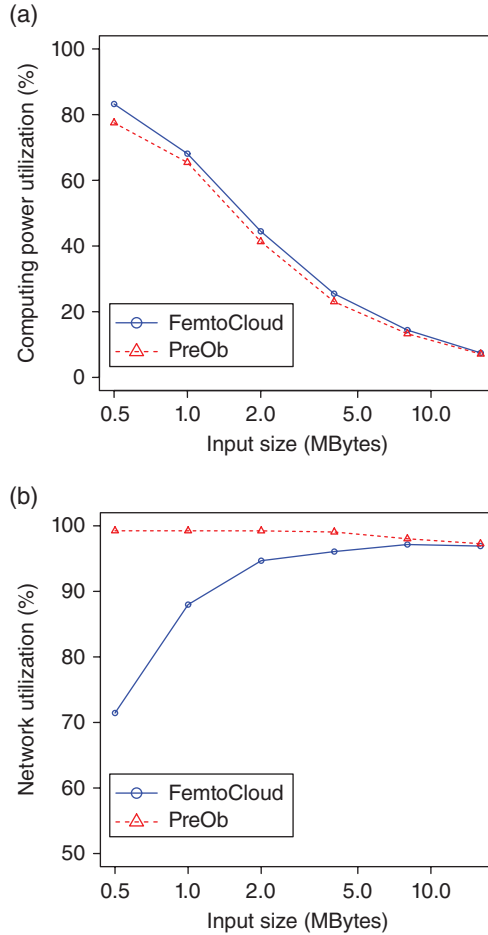 (a)
100
80
60
40
20
0
Computing power utilization (%)
FemtoCloud
PreOb
0.5 1.0 2.0 5.0 10.0
Input size (MBytes)
(b)
100
90
80
70
60
50
Network utilization (%)
FemtoCloud
PreOb
0.5 1.0 2.0 5.0 10.0
Input size (MBytes)